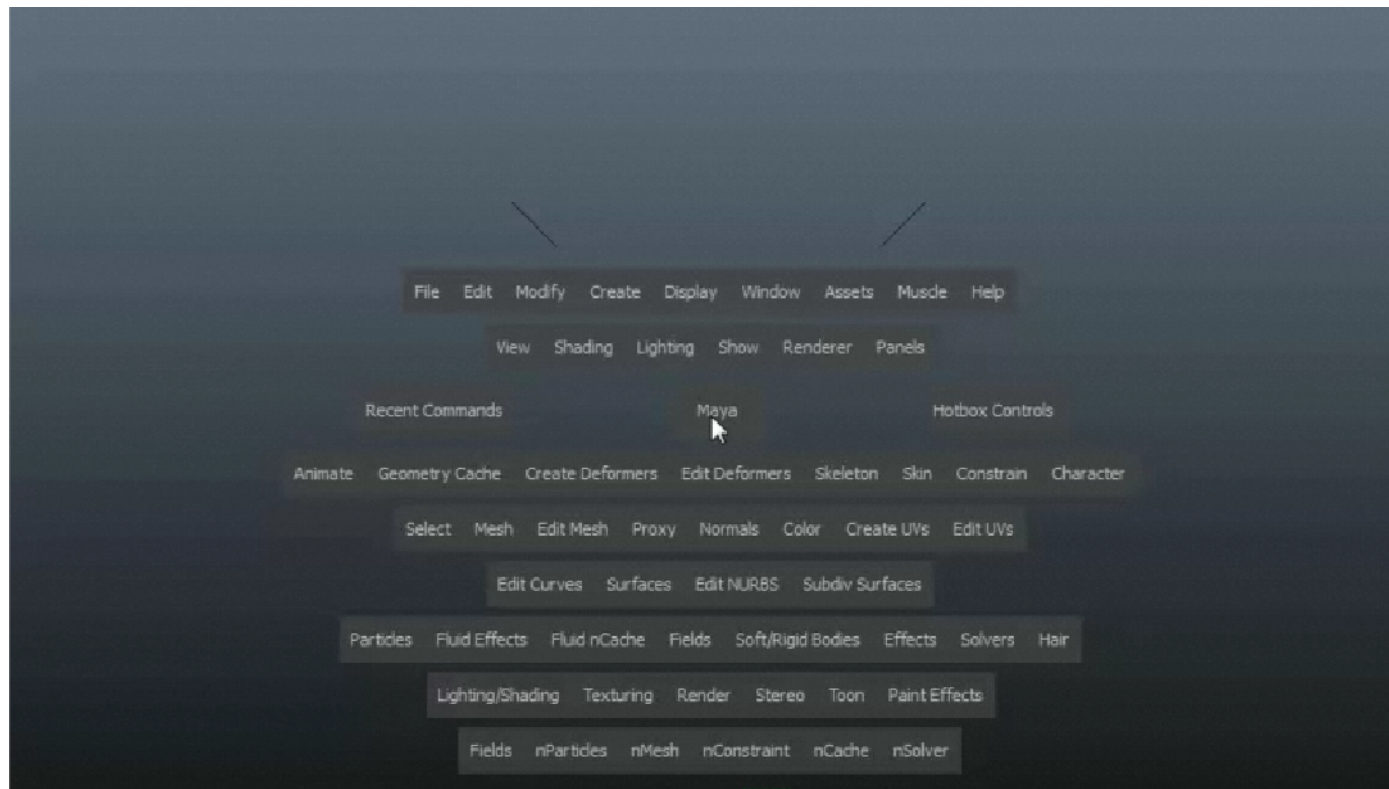 File Edit Modify Create Display Window Assets Muscle Help
View Shading Lighting Show Renderer Panels
Recent Commands Maya Hotbox Controls
Animate Geometry Cache Create Deformers Edit Deformers Skeleton Skin Constrain Character
Select Mesh Edit Mesh Proxy Normals Color Create UVs Edit UVs
Edit Curves Surfaces Edit NURBS Subdiv Surfaces
Particles Fluid Effects Fluid nCache Fields Soft/Rigid Bodies Effects Solvers Hair
Lighting/Shading Texturing Render Stereo Toon Paint Effects
Fields nParticles nMesh nConstraint nCache nSolver